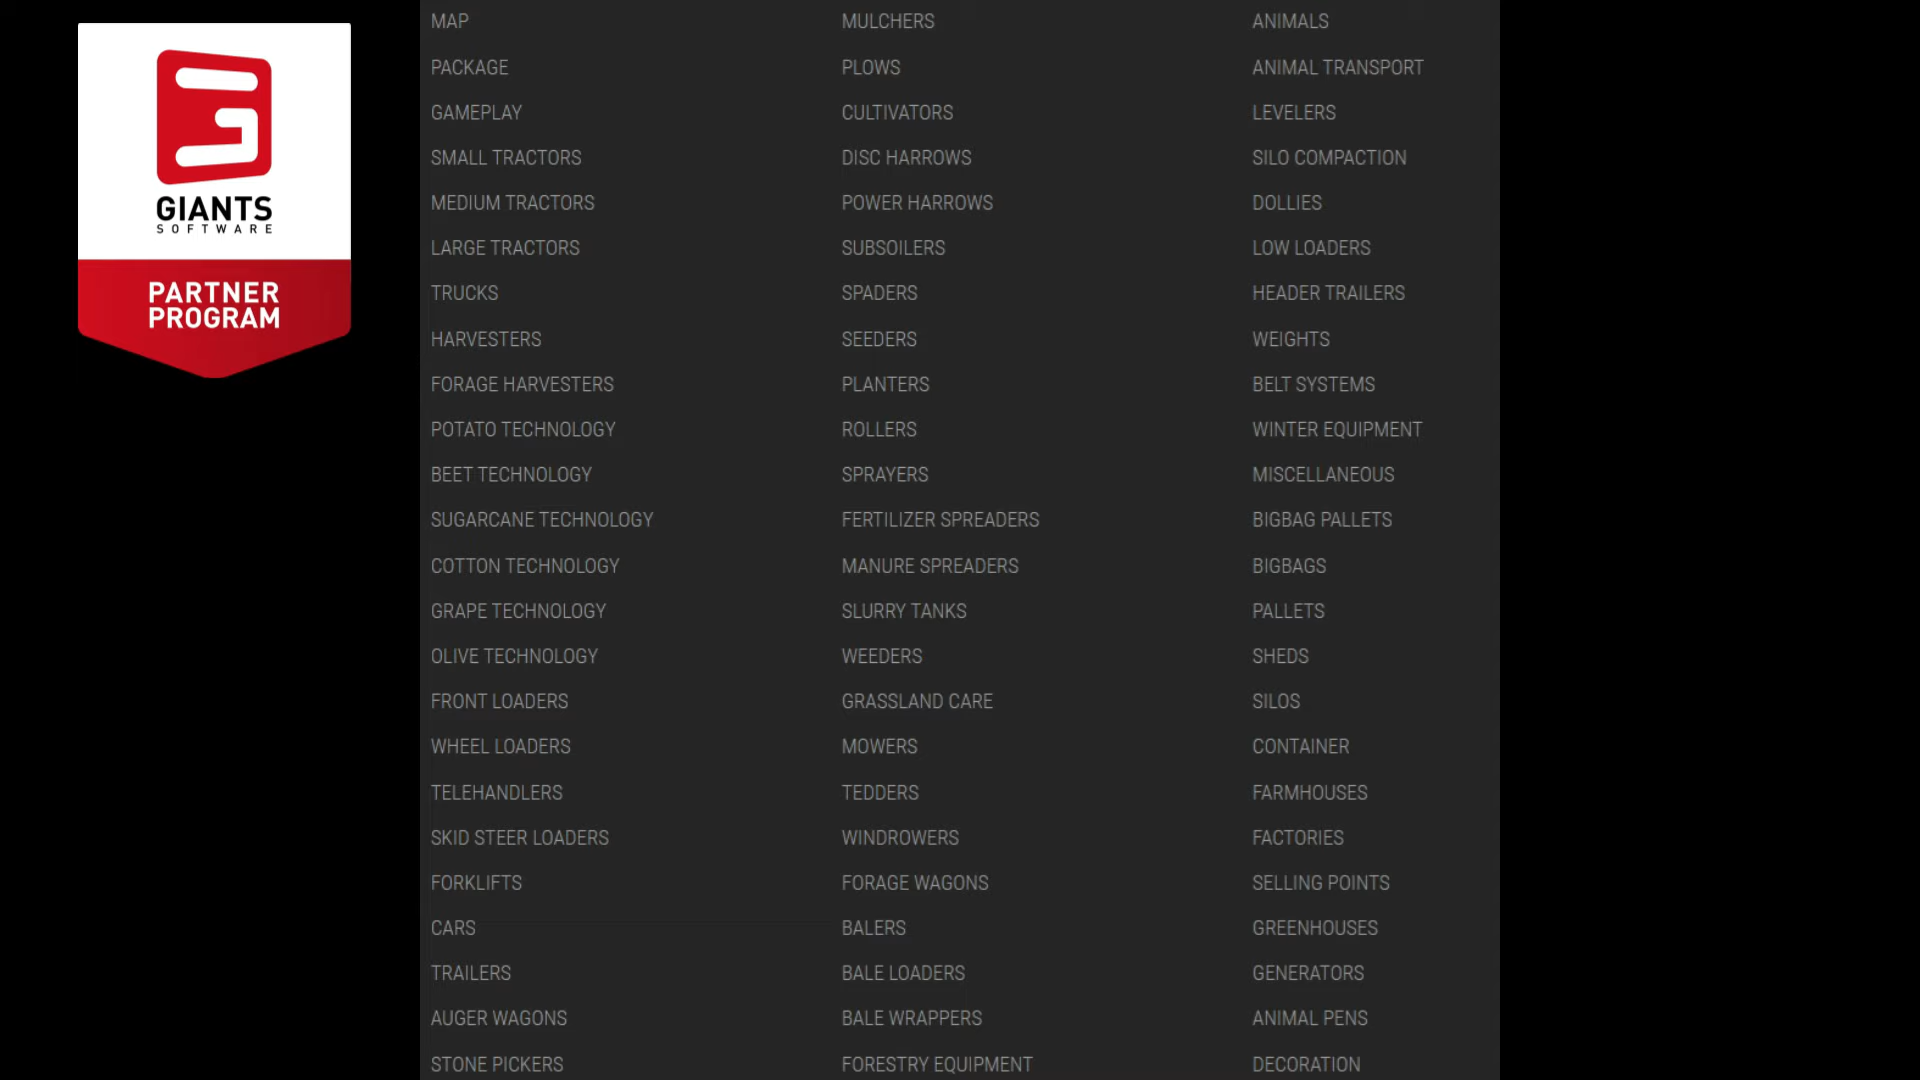 GIANTS
SOFTWARE
PARTNER
PROGRAM
MAP
PACKAGE
GAMEPLAY
SMALL TRACTORS
MEDIUM TRACTORS
LARGE TRACTORS
TRUCKS
HARVESTERS
FORAGE HARVESTERS
POTATO TECHNOLOGY
BEET TECHNOLOGY
SUGARCANE TECHNOLOGY
COTTON TECHNOLOGY
GRAPE TECHNOLOGY
OLIVE TECHNOLOGY
FRONT LOADERS
WHEEL LOADERS
TELEHANDLERS
SKID STEER LOADERS
FORKLIFTS
CARS
TRAILERS
AUGER WAGONS
STONE PICKERS
MULCHERS
PLOWS
CULTIVATORS
DISC HARROWS
POWER HARROWS
SUBSOILERS
SPADERS
SEEDERS
PLANTERS
ROLLERS
SPRAYERS
FERTILIZER SPREADERS
MANURE SPREADERS
SLURRY TANKS
WEEDERS
GRASSLAND CARE
MOWERS
TEDDERS
WINDROWERS
FORAGE WAGONS
BALERS
BALE LOADERS
BALE WRAPPERS
FORESTRY EQUIPMENT
ANIMALS
ANIMAL TRANSPORT
LEVELERS
SILO COMPACTION
DOLLIES
LOW LOADERS
HEADER TRAILERS
WEIGHTS
BELT SYSTEMS
WINTER EQUIPMENT
MISCELLANEOUS
BIGBAG PALLETS
BIGBAGS
PALLETS
SHEDS
SILOS
CONTAINER
FARMHOUSES
FACTORIES
SELLING POINTS
GREENHOUSES
GENERATORS
ANIMAL PENS
DECORATION